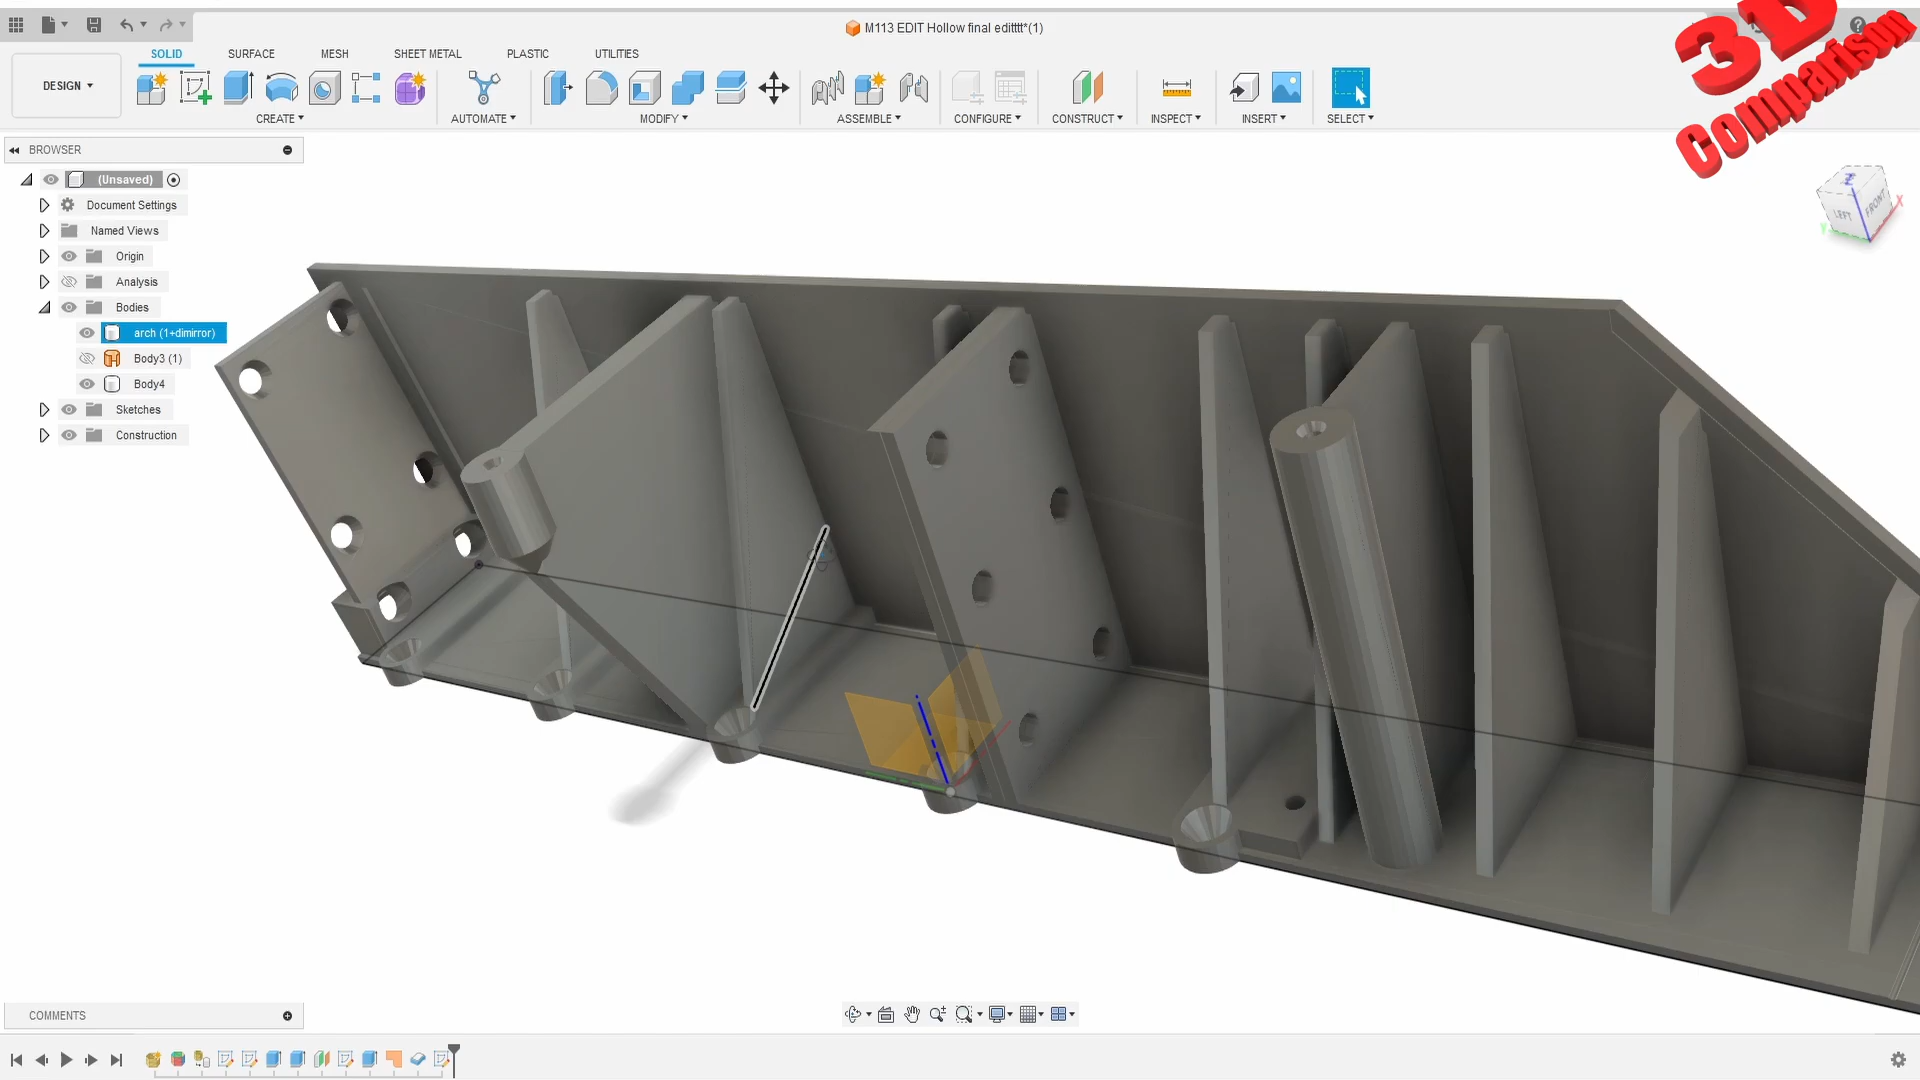 M113 EDIT Hollow final editttt*(1)
3D
Comparison
SOLID
SURFACE
MESH
SHEET METAL
PLASTIC
UTILITIES
DESIGN
CREATE
AUTOMATE
MODIFY
ASSEMBLE
CONFIGURE
CONSTRUCT
INSPECT
INSERT
SELECT
BROWSER
(Unsaved)
Document Settings
Named Views
Origin
Analysis
Bodies
arch (1+dimirror)
Body3 (1)
Body4
Sketches
Construction
Z
LEFT
FRONT
X
Y
COMMENTS